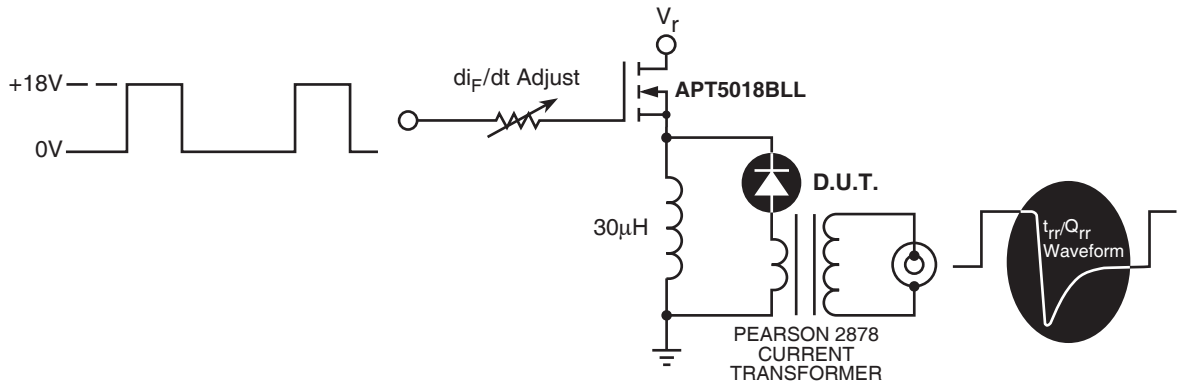 V_r
+18V
0V
di_F/dt Adjust
APT5018BLL
D.U.T.
30μH
t_rr/Q_rr
Waveform
PEARSON 2878
CURRENT
TRANSFORMER